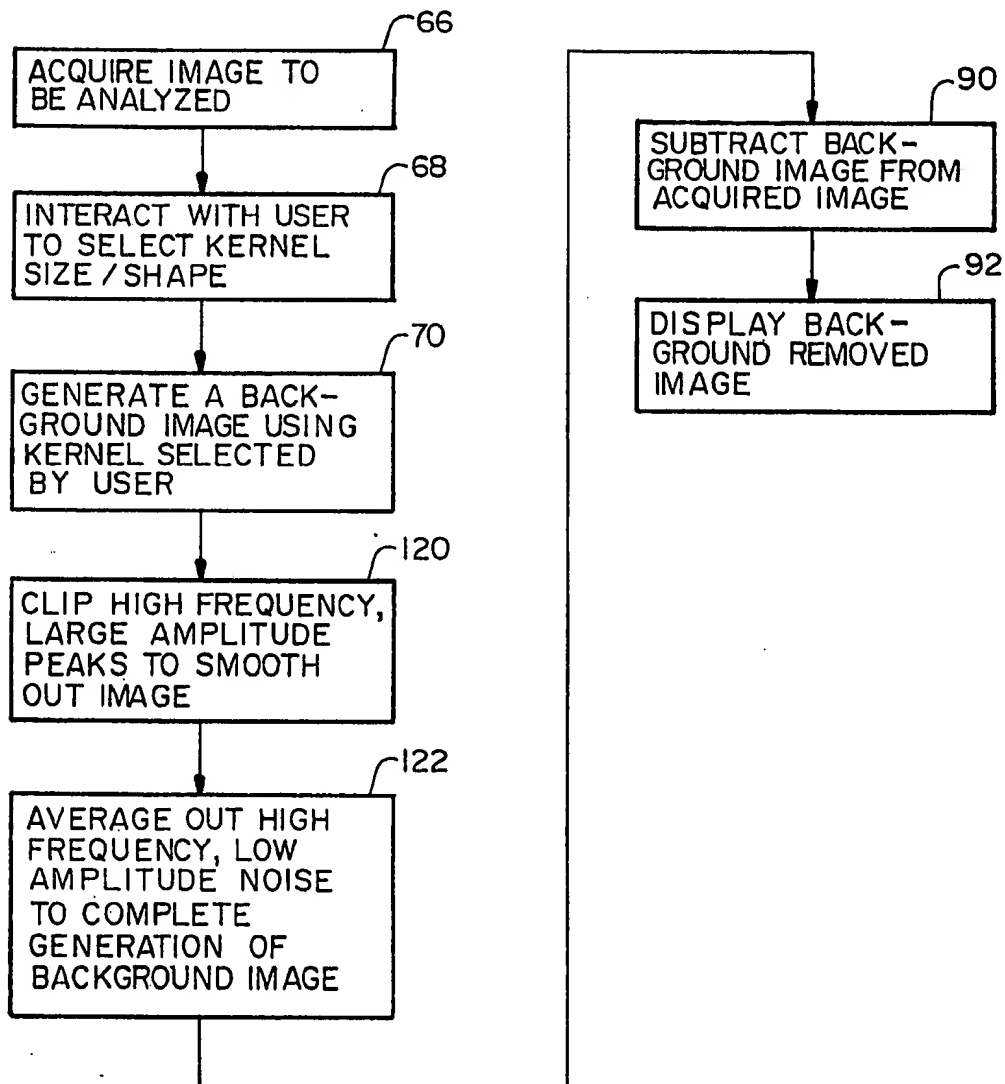 66
ACQUIRE IMAGE TO
BE ANALYZED
68
INTERACT WITH USER
TO SELECT KERNEL
SIZE/SHAPE
70
GENERATE A BACK-
GROUND IMAGE USING
KERNEL SELECTED
BY USER
120
CLIP HIGH FREQUENCY,
LARGE AMPLITUDE
PEAKS TO SMOOTH
OUT IMAGE
122
AVERAGE OUT HIGH
FREQUENCY, LOW
AMPLITUDE NOISE
TO COMPLETE
GENERATION OF
BACKGROUND IMAGE
90
SUBTRACT BACK-
GROUND IMAGE FROM
ACQUIRED IMAGE
92
DISPLAY BACK-
GROUND REMOVED
IMAGE